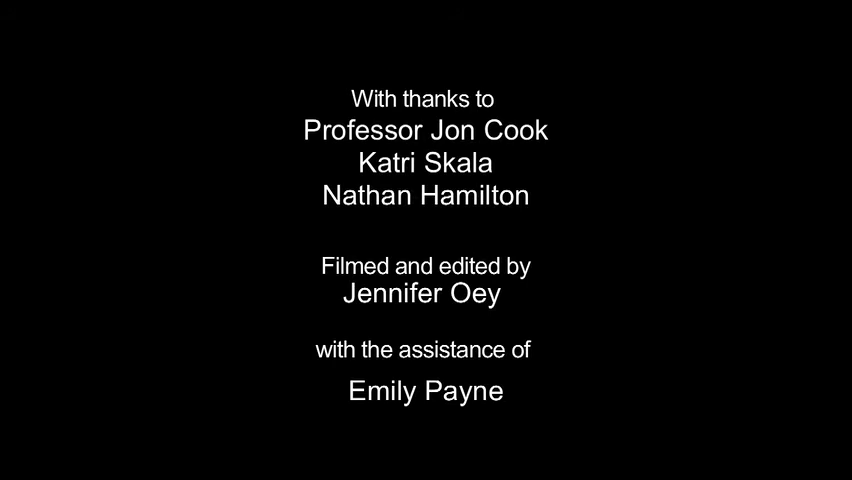 With thanks to
Professor Jon Cook
Katri Skala
Nathan Hamilton
Filmed and edited by
Jennifer Oey
with the assistance of
Emily Payne